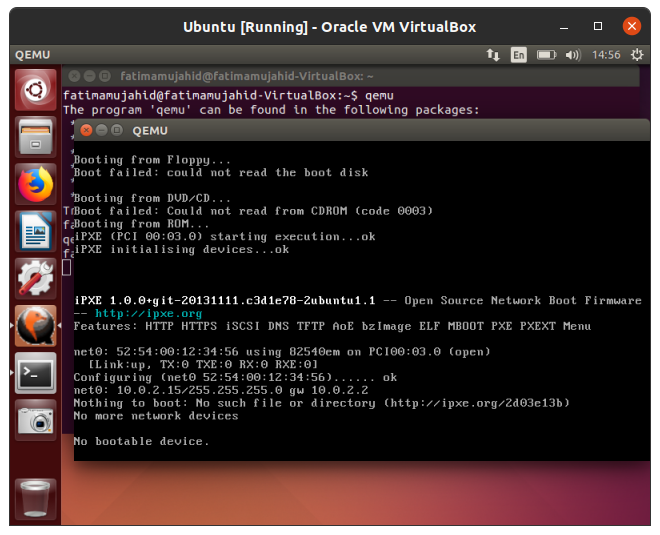 Ubuntu [Running] - Oracle VM VirtualBox
QEMU
En
14:56
fatimamujahid@fatimamujahid-VirtualBox: ~
fatimamujahid@fatimamujahid-VirtualBox:~$ qemu
The program 'qemu' can be found in the following packages:
QEMU
Booting from Floppy...
Boot failed: could not read the boot disk
Booting from DVD/CD...
Boot failed: Could not read from CDROM (code 0003)
Booting from ROM...
iPXE (PCI 00:03.0) starting execution...ok
iPXE initialising devices...ok
iPXE 1.0.0+git-20131111.c3d1e78-2ubuntu1.1 -- Open Source Network Boot Firmware
-- http://ipxe.org
Features: HTTP HTTPS iSCSI DNS TFTP AoE bzImage ELF MBOOT PXE PXEXT Menu
net0: 52:54:00:12:34:56 using 82540em on PCI00:03.0 (open)
[Link:up, TX:0 TXE:0 RX:0 RXE:0]
Configuring (net0 52:54:00:12:34:56)...... ok
net0: 10.0.2.15/255.255.255.0 gw 10.0.2.2
Nothing to boot: No such file or directory (http://ipxe.org/2d03e13b)
No more network devices
No bootable device.